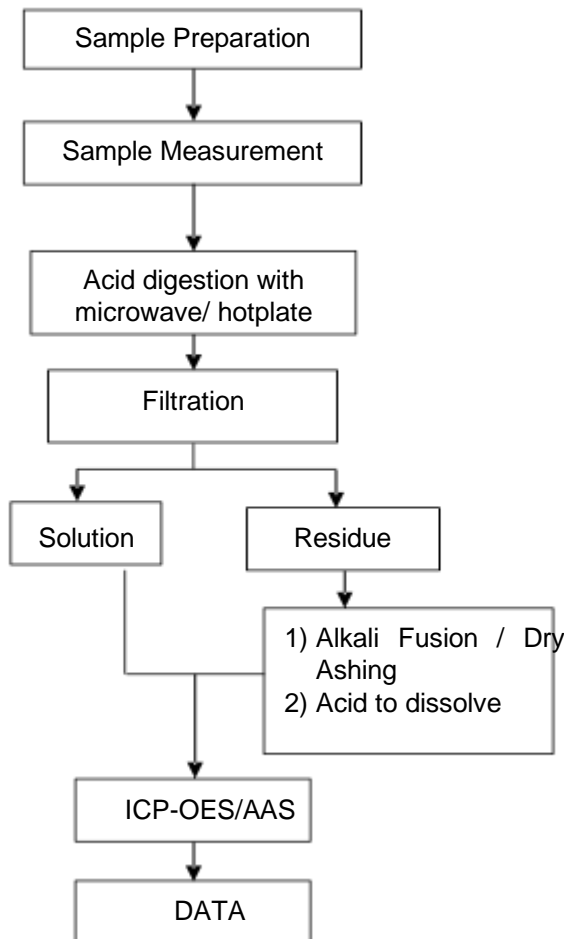 Sample Preparation
Sample Measurement
Acid digestion with
microwave/ hotplate
Filtration
Solution
Residue
1) Alkali Fusion / Dry
Ashing
2) Acid to dissolve
ICP-OES/AAS
DATA